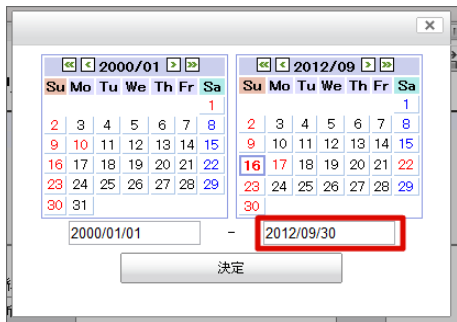 ×
« < 2000/01 > »
Su Mo Tu We Th Fr Sa
1
2 3 4 5 6 7 8
9 10 11 12 13 14 15
16 17 18 19 20 21 22
23 24 25 26 27 28 29
30 31
« < 2012/09 > »
Su Mo Tu We Th Fr Sa
1
2 3 4 5 6 7 8
9 10 11 12 13 14 15
16 17 18 19 20 21 22
23 24 25 26 27 28 29
30
2000/01/01 – 2012/09/30
決定